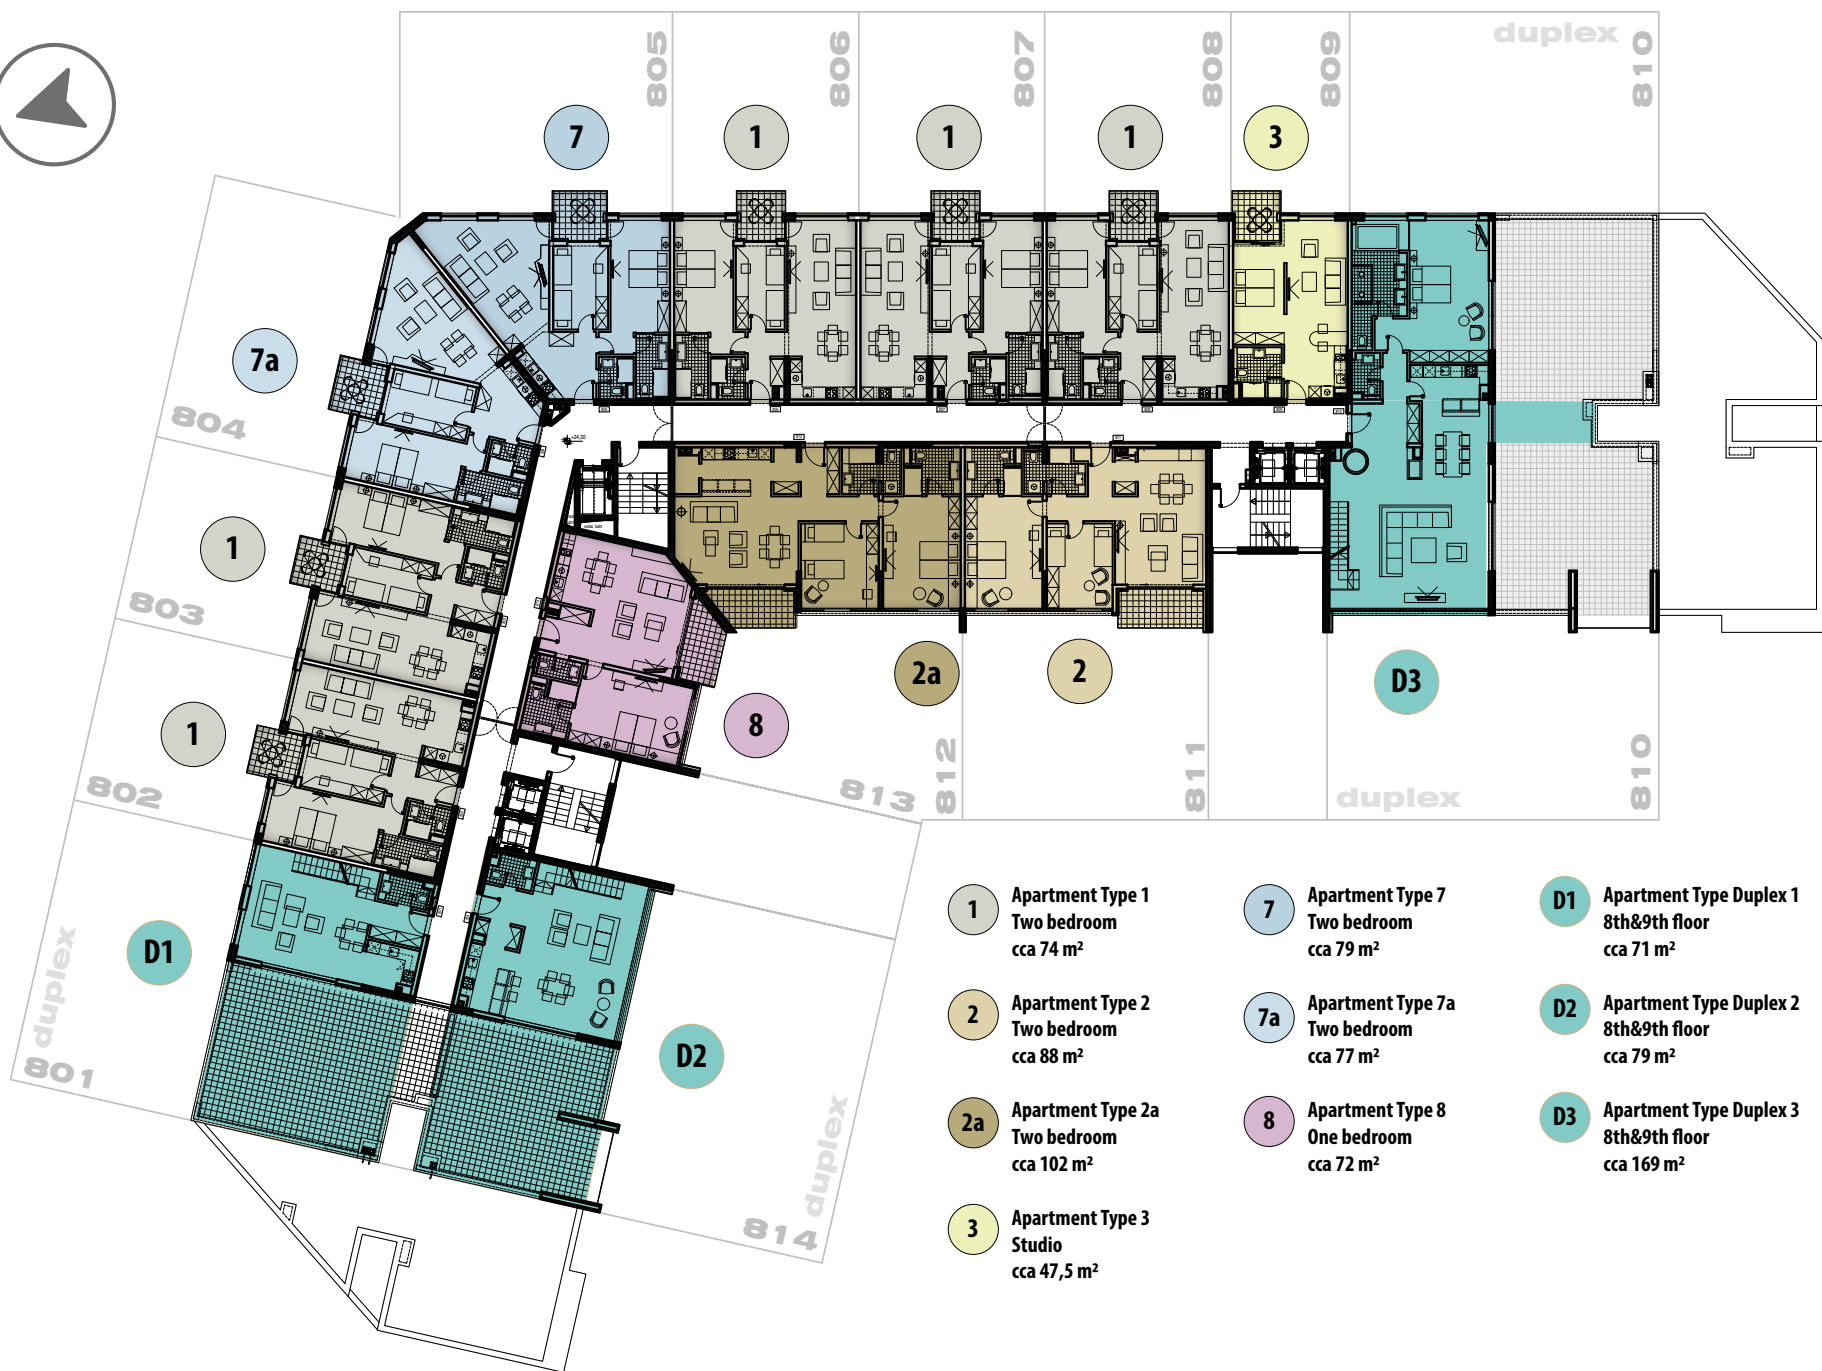 duplex
805
806
807
808
809
810
7
1
1
1
3
7a
804
+24,20
1
803
1
802
2a
2
D3
8
813
812
811
duplex
810
D1
duplex
801
D2
duplex
814
1
Apartment Type 1
Two bedroom
cca 74 m²
2
Apartment Type 2
Two bedroom
cca 88 m²
2a
Apartment Type 2a
Two bedroom
cca 102 m²
3
Apartment Type 3
Studio
cca 47,5 m²
7
Apartment Type 7
Two bedroom
cca 79 m²
7a
Apartment Type 7a
Two bedroom
cca 77 m²
8
Apartment Type 8
One bedroom
cca 72 m²
D1
Apartment Type Duplex 1
8th&9th floor
cca 71 m²
D2
Apartment Type Duplex 2
8th&9th floor
cca 79 m²
D3
Apartment Type Duplex 3
8th&9th floor
cca 169 m²